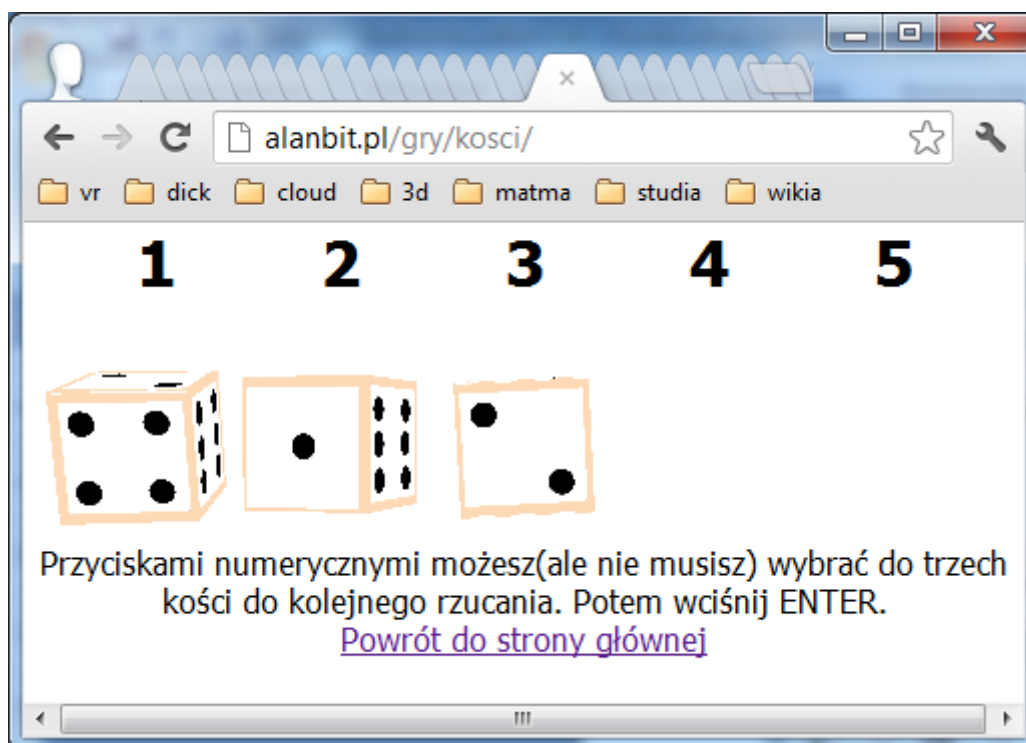 alanbit.pl/gry/kosci/
vr dick cloud 3d matma studia wikia
1 2 3 4 5
Przyciskami numerycznymi możesz(ale nie musisz) wybrać do trzech
kości do kolejnego rzucania. Potem wciśnij ENTER.
Powrót do strony głównej